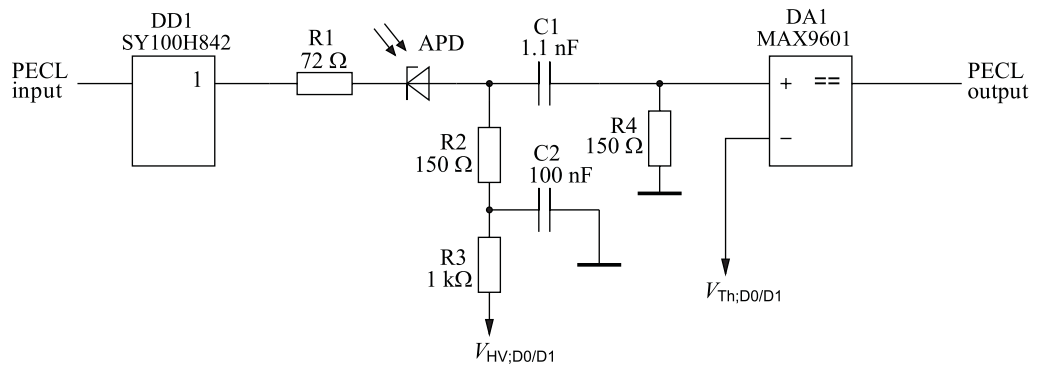 DD1
SY100H842
PECL
input
1
R1
72 Ω
APD
C1
1.1 nF
R2
150 Ω
C2
100 nF
R3
1 kΩ
V_HV;D0/D1
R4
150 Ω
DA1
MAX9601
+ ==
−
V_Th;D0/D1
PECL
output